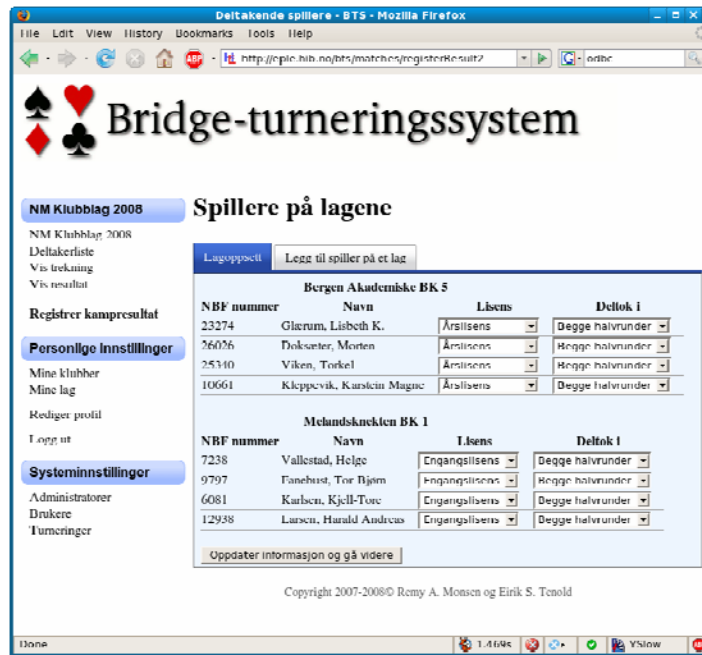 Deltakende spillere - BTS - Mozilla Firefox
File Edit View History Bookmarks Tools Help
ABP http://eple.hib.no/bts/matches/registerResult2 G odbc
Bridge-turneringssystem
NM Klubblag 2008
NM Klubblag 2008
Deltakerliste
Vis trekning
Vis resultat
Registrer kampresultat
Personlige innstillinger
Mine klubber
Mine lag
Rediger profil
Logg ut
Systeminnstillinger
Administratorer
Brukere
Turneringer
Spillere på lagene
Lagoppsett Legg til spiller på et lag
Bergen Akademiske BK 5
NBF nummer Navn Lisens Deltok i
23274 Glærum, Lisbeth K. Årslisens Begge halvrunder
26026 Doksæter, Morten Årslisens Begge halvrunder
25340 Viken, Torkel Årslisens Begge halvrunder
10661 Kleppevik, Karstein Magne Årslisens Begge halvrunder
Melandsknekten BK 1
NBF nummer Navn Lisens Deltok i
7238 Vallestad, Helge Engangslisens Begge halvrunder
9797 Fanebust, Tor Bjørn Engangslisens Begge halvrunder
6081 Karlsen, Kjell-Tore Engangslisens Begge halvrunder
12938 Larsen, Harald Andreas Engangslisens Begge halvrunder
Oppdater informasjon og gå videre
Copyright 2007-2008© Remy A. Monsen og Eirik S. Tenold
Done 1.469s YSlow